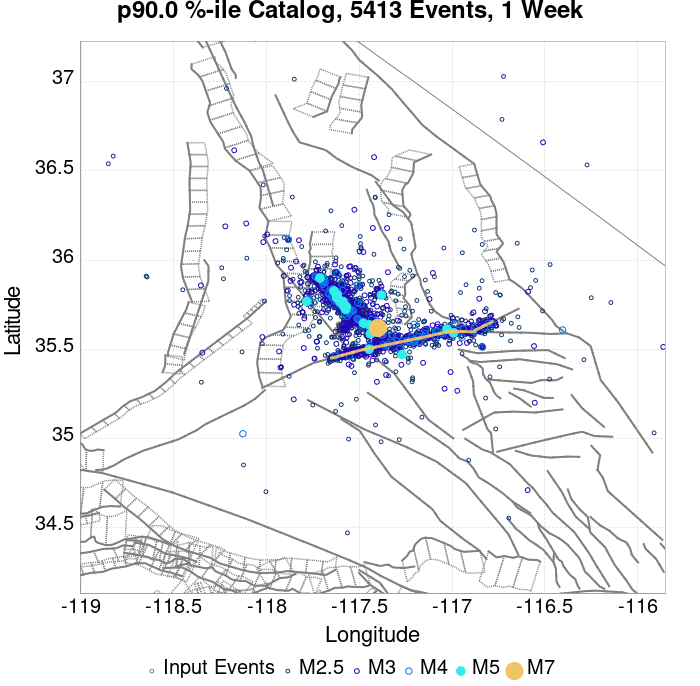 p90.0 %-ile Catalog, 5413 Events, 1 Week
37
36.5
36
35.5
35
34.5
Latitude
-119 -118.5 -118 -117.5 -117 -116.5 -116
Longitude
Input Events M2.5 M3 M4 M5 M7